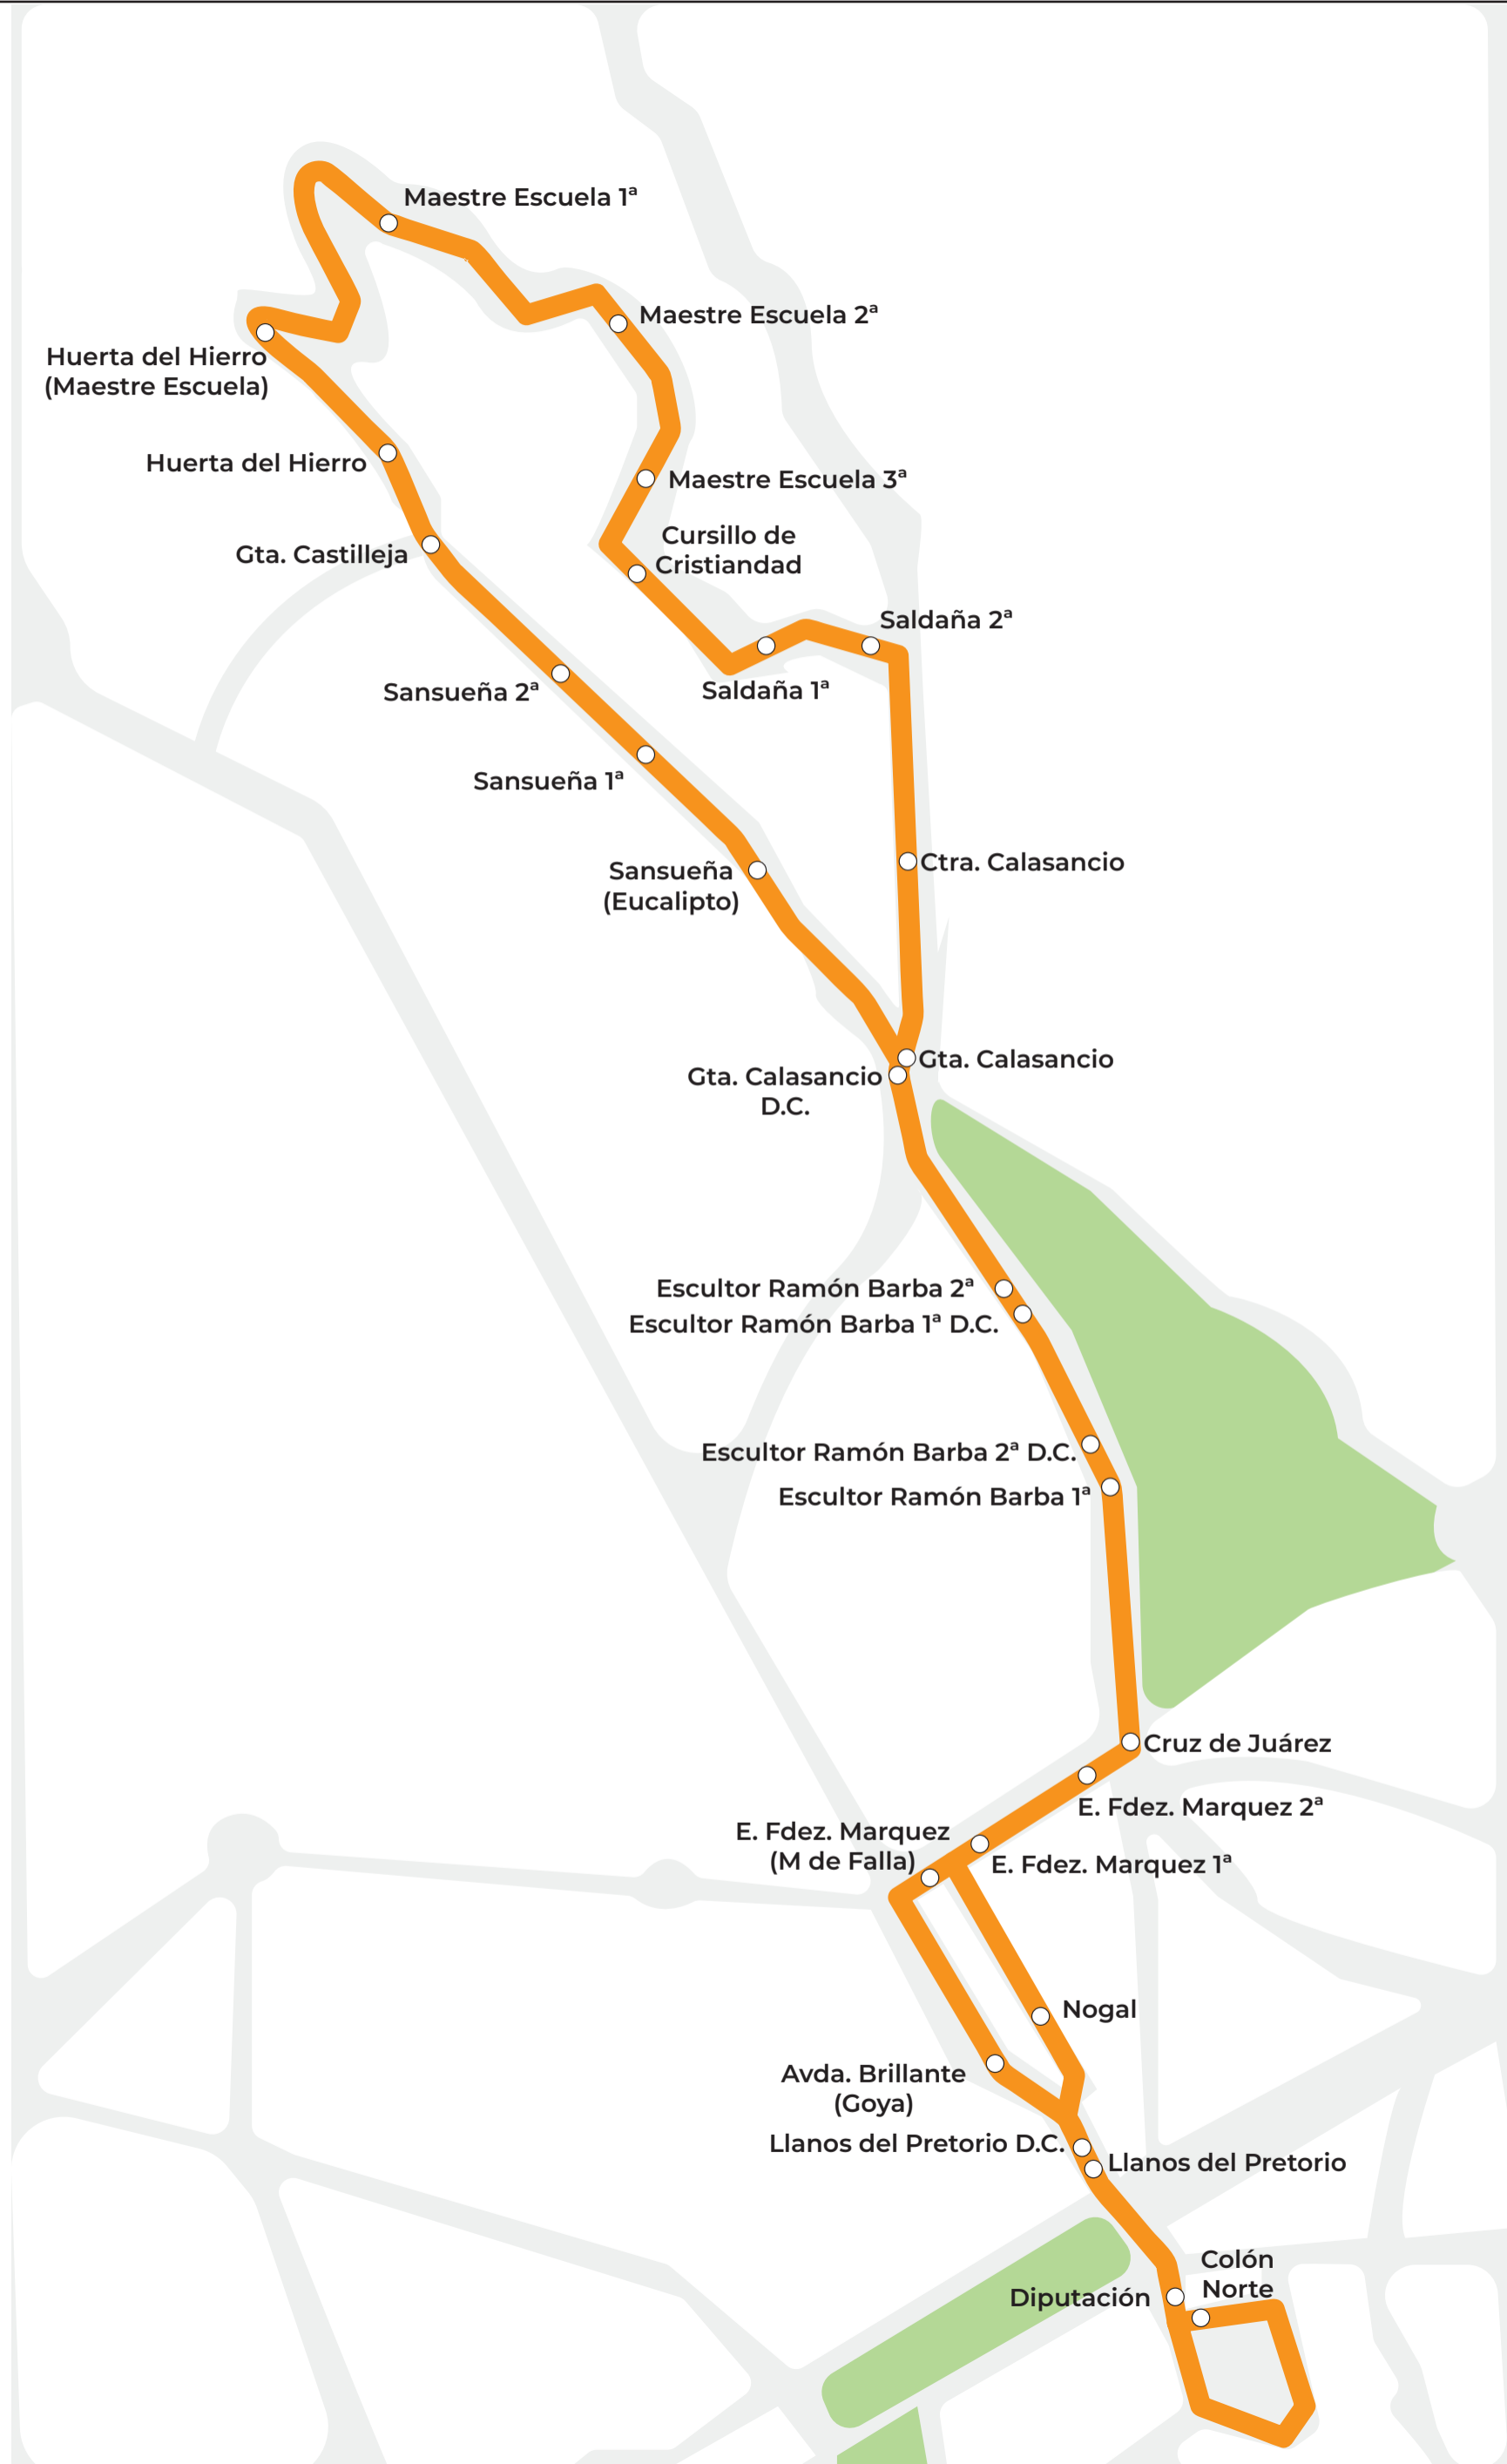 Maestre Escuela 1ª
Maestre Escuela 2ª
Huerta del Hierro
(Maestre Escuela)
Huerta del Hierro
Maestre Escuela 3ª
Cursillo de
Cristiandad
Gta. Castilleja
Saldaña 2ª
Sansueña 2ª
Saldaña 1ª
Sansueña 1ª
Sansueña
(Eucalipto)
Ctra. Calasancio
Gta. Calasancio
Gta. Calasancio
D.C.
Escultor Ramón Barba 2ª
Escultor Ramón Barba 1ª D.C.
Escultor Ramón Barba 2ª D.C.
Escultor Ramón Barba 1ª
Cruz de Juárez
E. Fdez. Marquez 2ª
E. Fdez. Marquez
(M de Falla)
E. Fdez. Marquez 1ª
Nogal
Avda. Brillante
(Goya)
Llanos del Pretorio D.C.
Llanos del Pretorio
Colón
Norte
Diputación